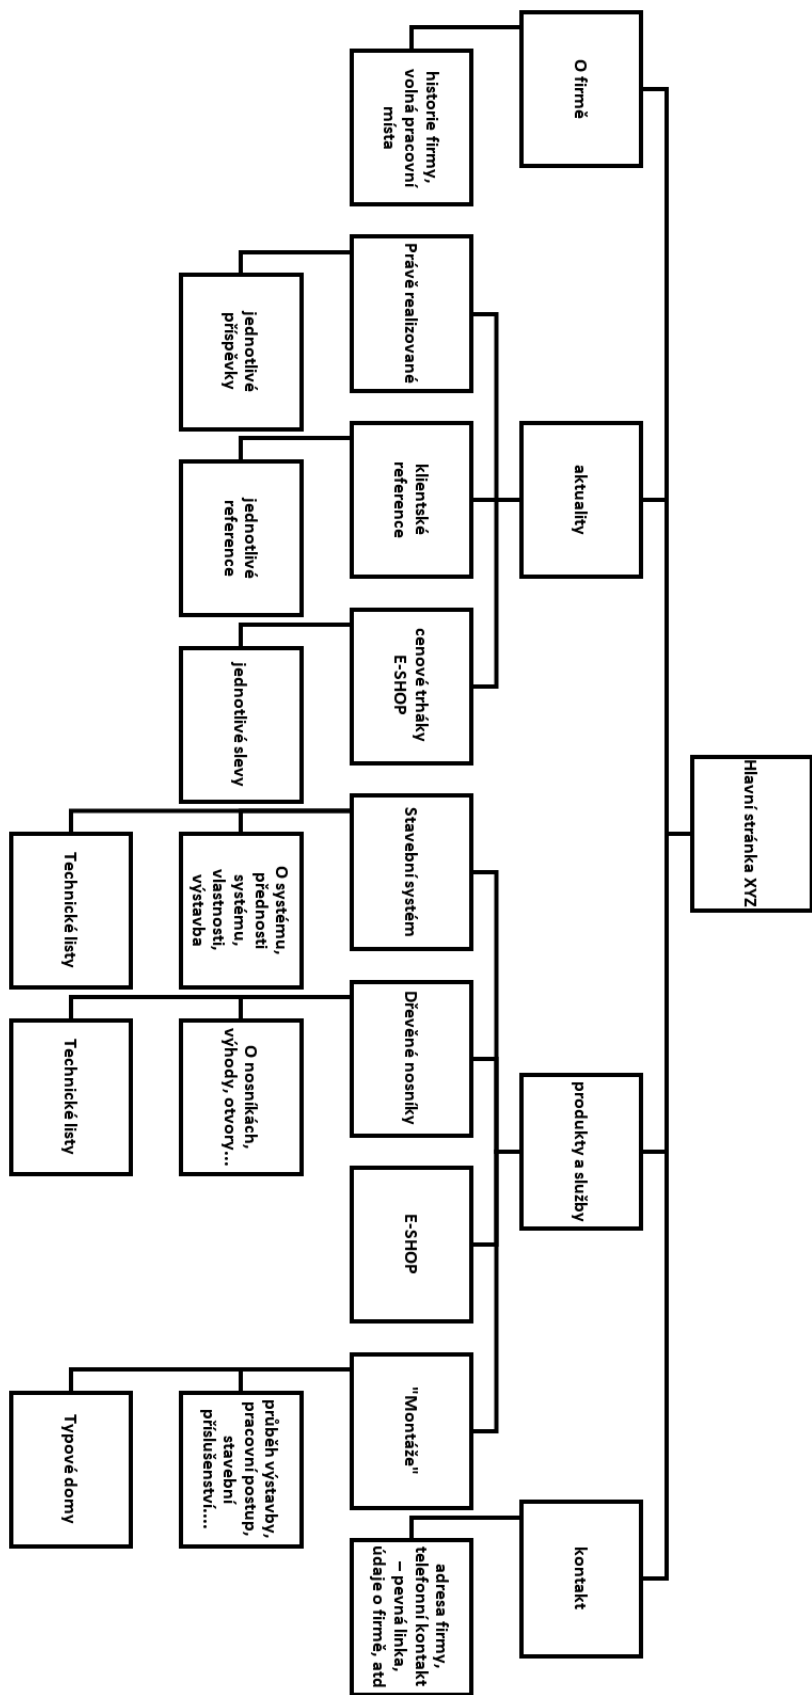 Hlavní stránka XYZ
O firmě
aktuality
produkty a služby
kontakt
historie firmy,
volná pracovní
místa
Právě realizované
klientské
reference
cenové trháky
E-SHOP
Stavební systém
Dřevěné nosníky
E-SHOP
"Montáže"
adresa firmy,
telefonní kontakt
– pevná linka,
údaje o firmě, atd
jednotlivé
příspěvky
jednotlivé
reference
jednotlivé slevy
O systému,
přednosti
systému,
vlastnosti,
výstavba
O nosníkách,
výhody, otvory...
průběh výstavby,
pracovní postup,
stavební
příslušenství....
Technické listy
Technické listy
Typové domy